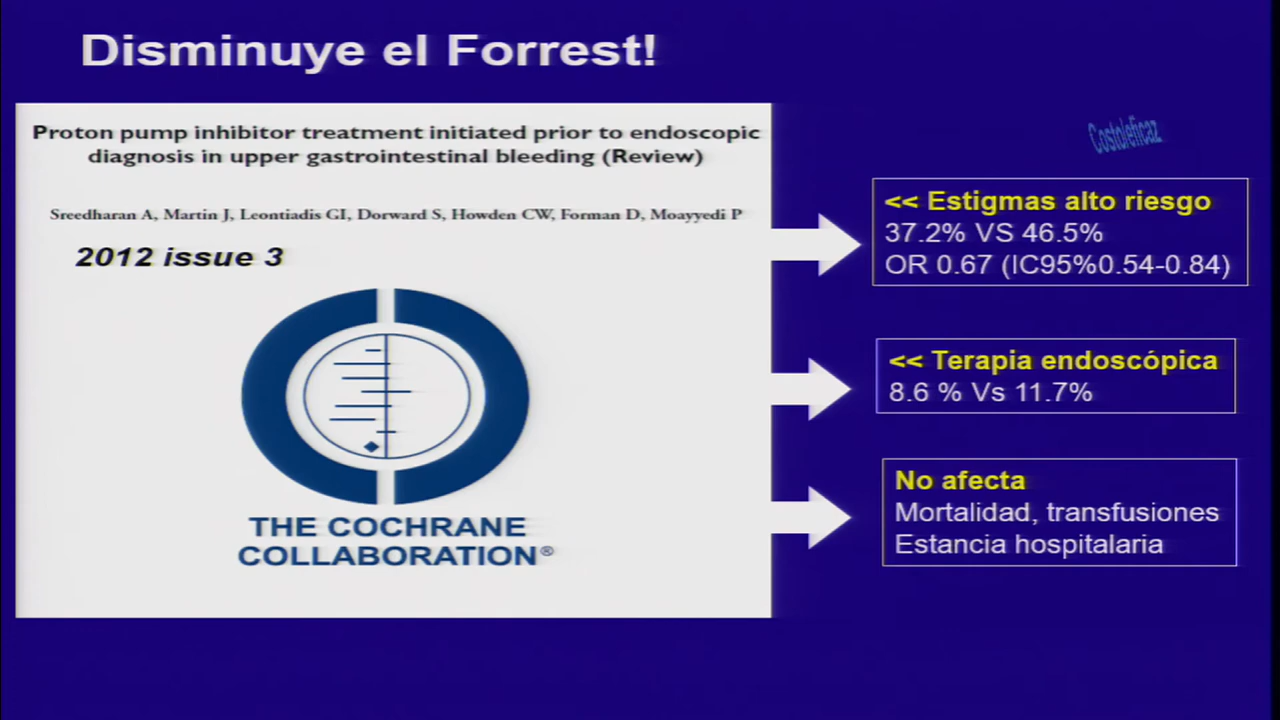 Disminuye el Forrest!
Proton pump inhibitor treatment initiated prior to endoscopic
diagnosis in upper gastrointestinal bleeding (Review)
Sreedharan A, Martin J, Leontiadis GI, Dorward S, Howden CW, Forman D, Moayyedi P
2012 issue 3
THE COCHRANE
COLLABORATION®
Costoleficaz
<< Estigmas alto riesgo
37.2% VS 46.5%
OR 0.67 (IC95%0.54-0.84)
<< Terapia endoscópica
8.6 % Vs 11.7%
No afecta
Mortalidad, transfusiones
Estancia hospitalaria